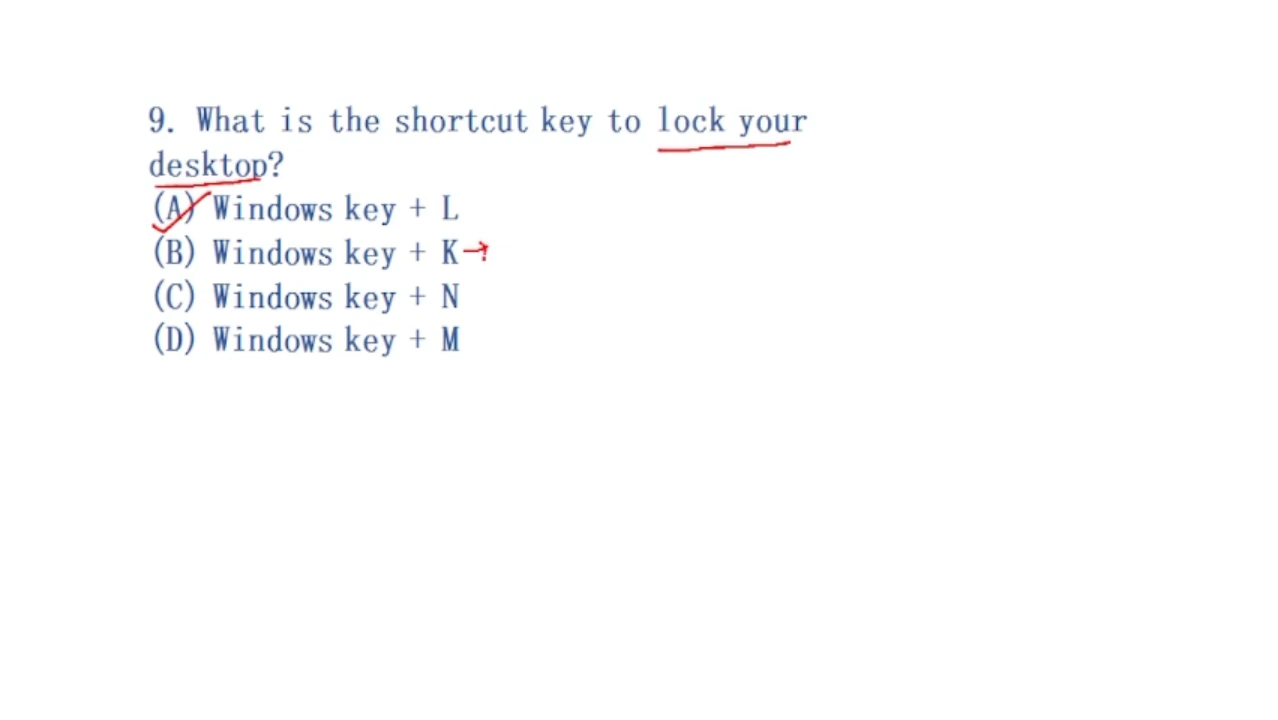 9. What is the shortcut key to lock your
desktop?
(A) Windows key + L
(B) Windows key + K→
(C) Windows key + N
(D) Windows key + M